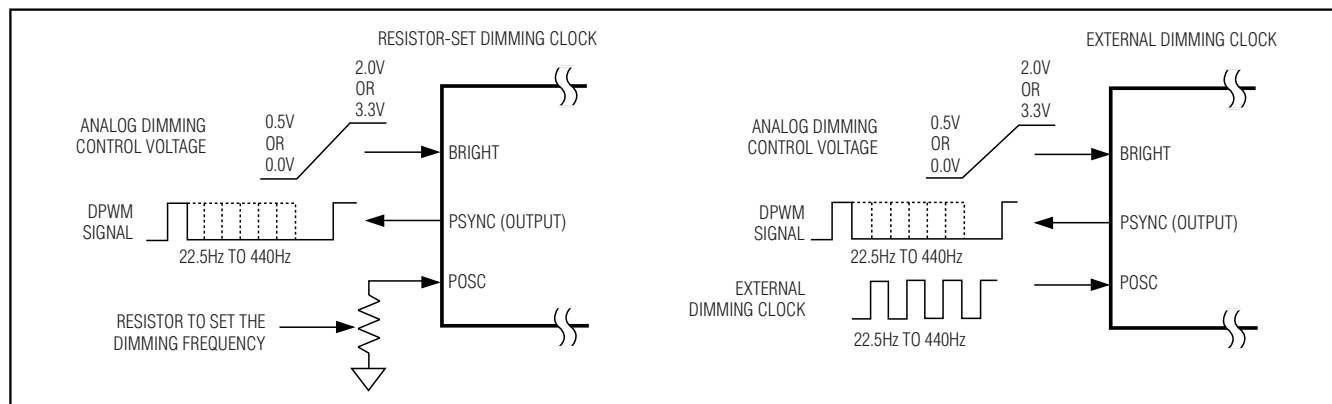 RESISTOR-SET DIMMING CLOCK
2.0V
OR
3.3V
0.5V
OR
0.0V
ANALOG DIMMING
CONTROL VOLTAGE
BRIGHT
DPWM
SIGNAL
PSYNC (OUTPUT)
22.5Hz TO 440Hz
POSC
RESISTOR TO SET THE
DIMMING FREQUENCY
EXTERNAL DIMMING CLOCK
2.0V
OR
3.3V
0.5V
OR
0.0V
ANALOG DIMMING
CONTROL VOLTAGE
BRIGHT
DPWM
SIGNAL
PSYNC (OUTPUT)
22.5Hz TO 440Hz
EXTERNAL
DIMMING CLOCK
POSC
22.5Hz TO 440Hz